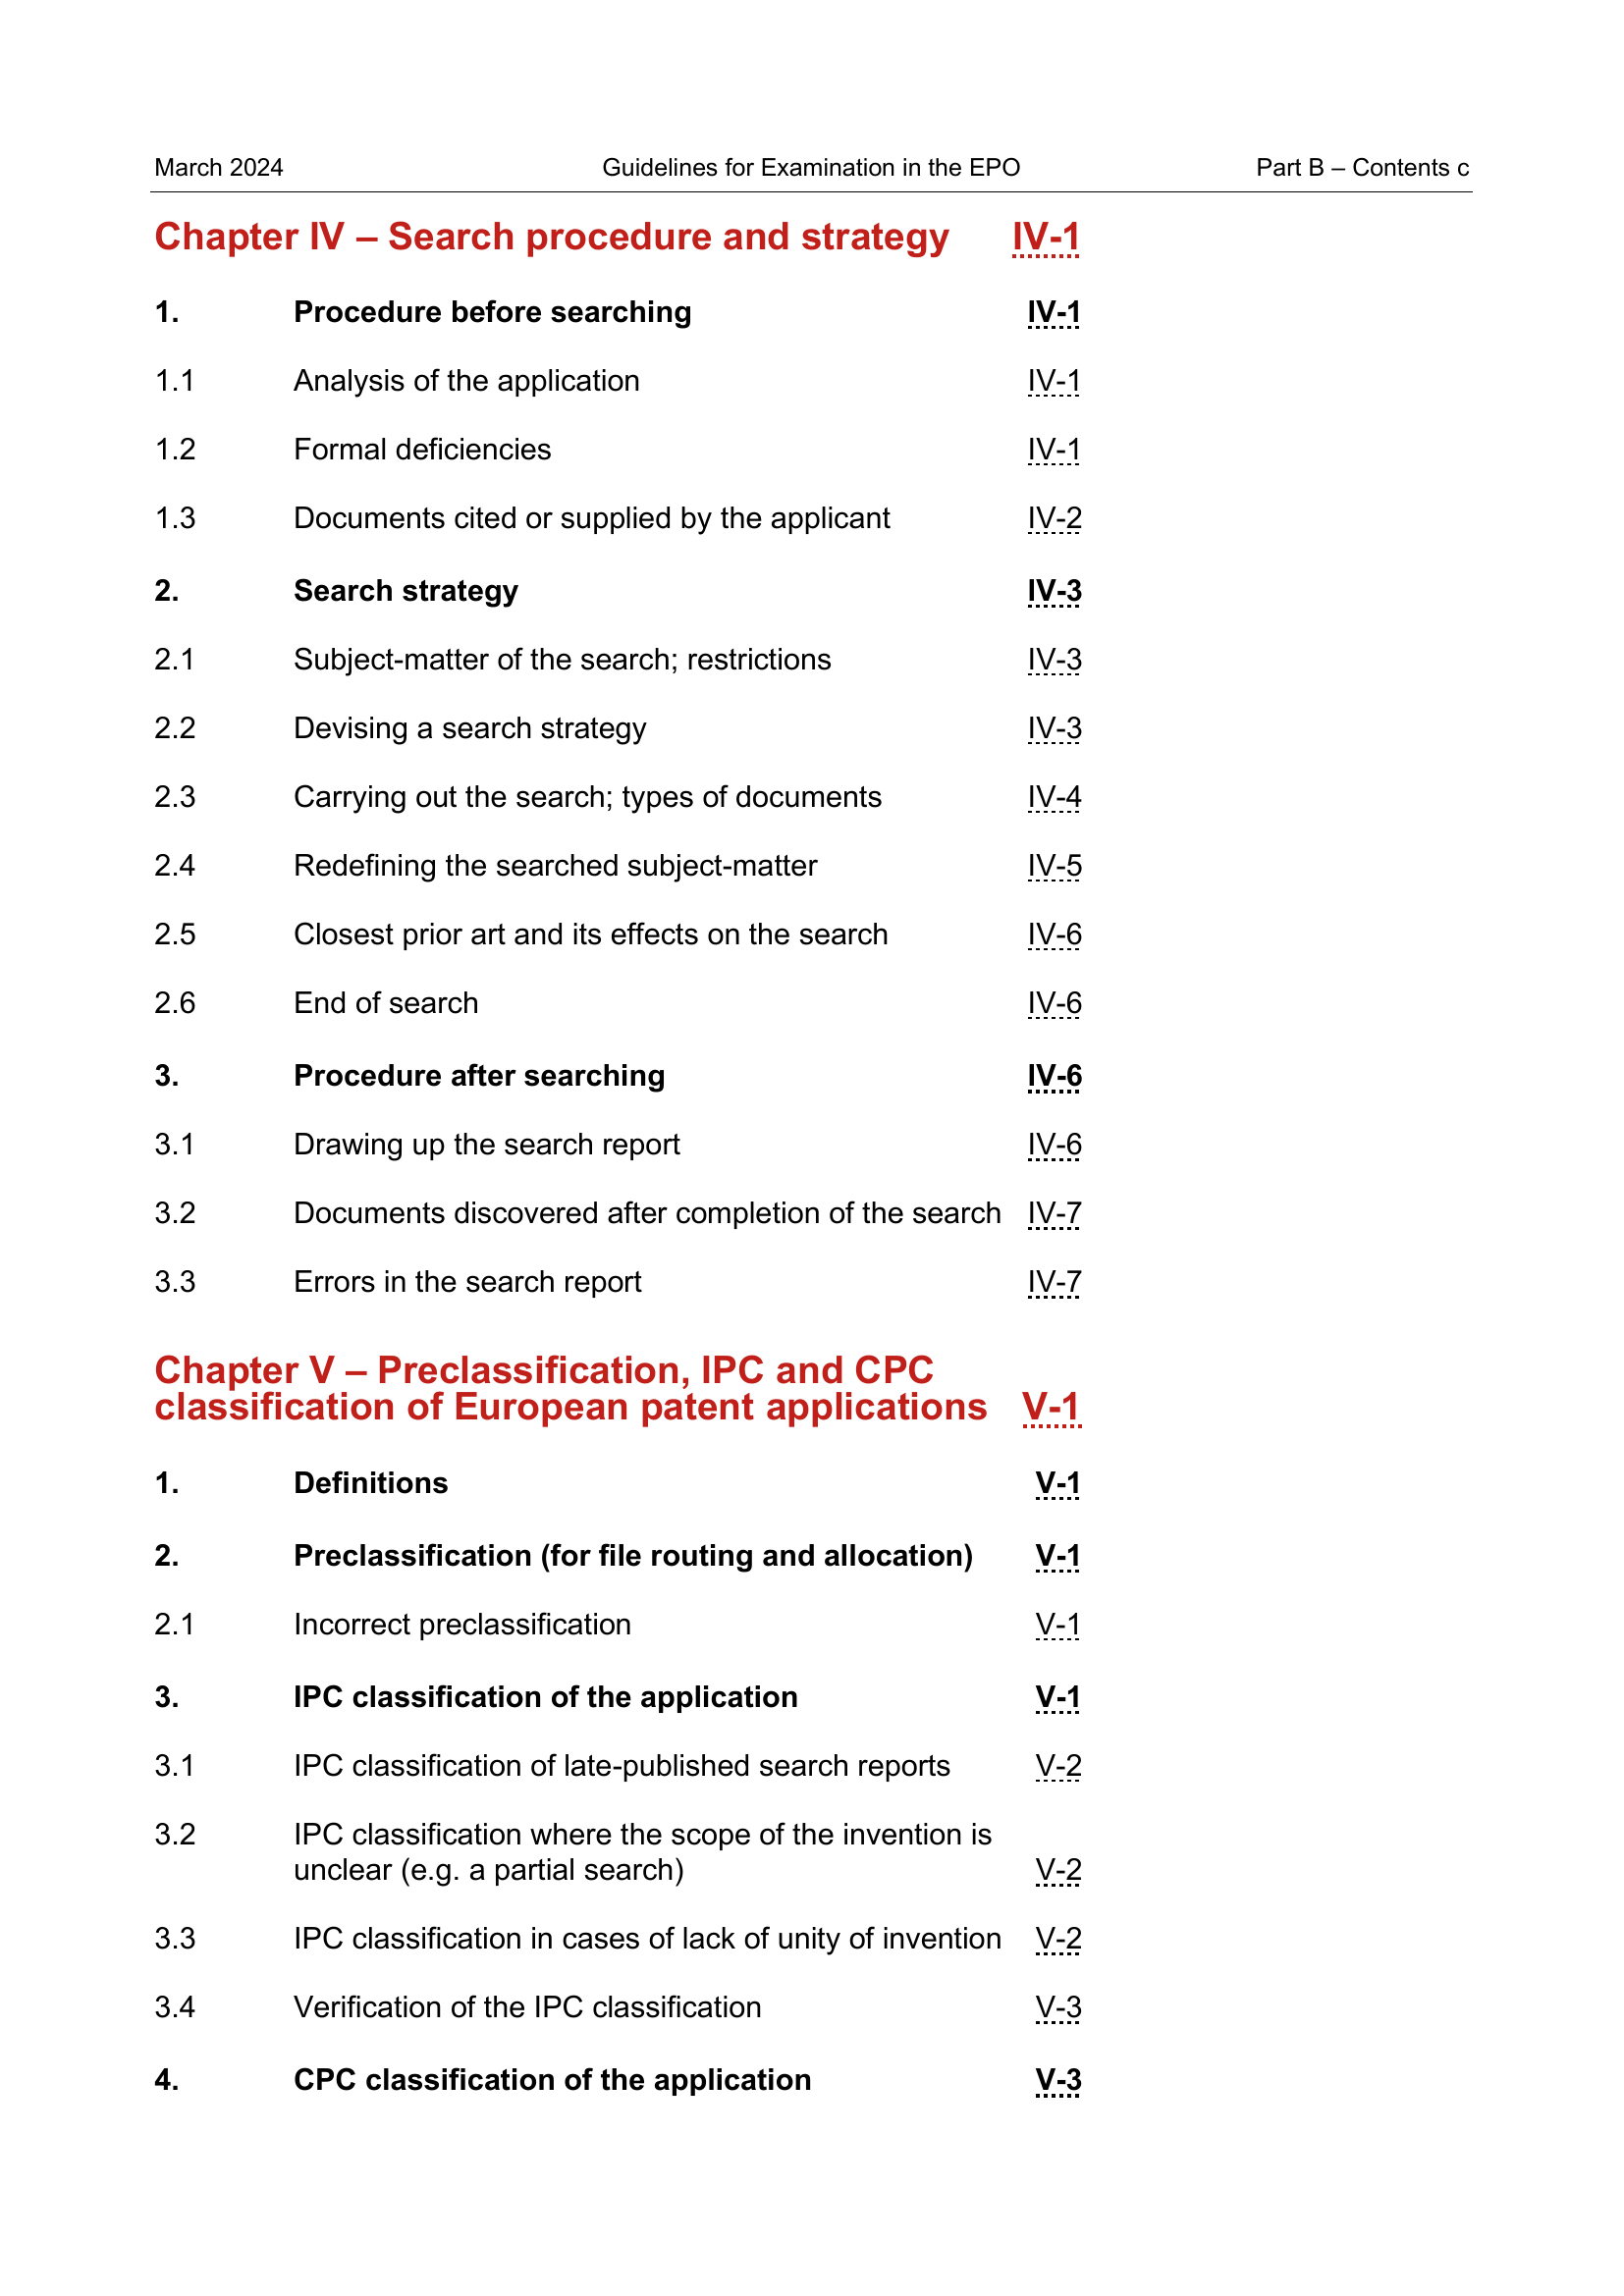 March 2024 Guidelines for Examination in the EPO Part B – Contents c
Chapter IV – Search procedure and strategy IV-1
1. Procedure before searching IV-1
1.1 Analysis of the application IV-1
1.2 Formal deficiencies IV-1
1.3 Documents cited or supplied by the applicant IV-2
2. Search strategy IV-3
2.1 Subject-matter of the search; restrictions IV-3
2.2 Devising a search strategy IV-3
2.3 Carrying out the search; types of documents IV-4
2.4 Redefining the searched subject-matter IV-5
2.5 Closest prior art and its effects on the search IV-6
2.6 End of search IV-6
3. Procedure after searching IV-6
3.1 Drawing up the search report IV-6
3.2 Documents discovered after completion of the search IV-7
3.3 Errors in the search report IV-7
Chapter V – Preclassification, IPC and CPC
classification of European patent applications V-1
1. Definitions V-1
2. Preclassification (for file routing and allocation) V-1
2.1 Incorrect preclassification V-1
3. IPC classification of the application V-1
3.1 IPC classification of late-published search reports V-2
3.2 IPC classification where the scope of the invention is
unclear (e.g. a partial search) V-2
3.3 IPC classification in cases of lack of unity of invention V-2
3.4 Verification of the IPC classification V-3
4. CPC classification of the application V-3